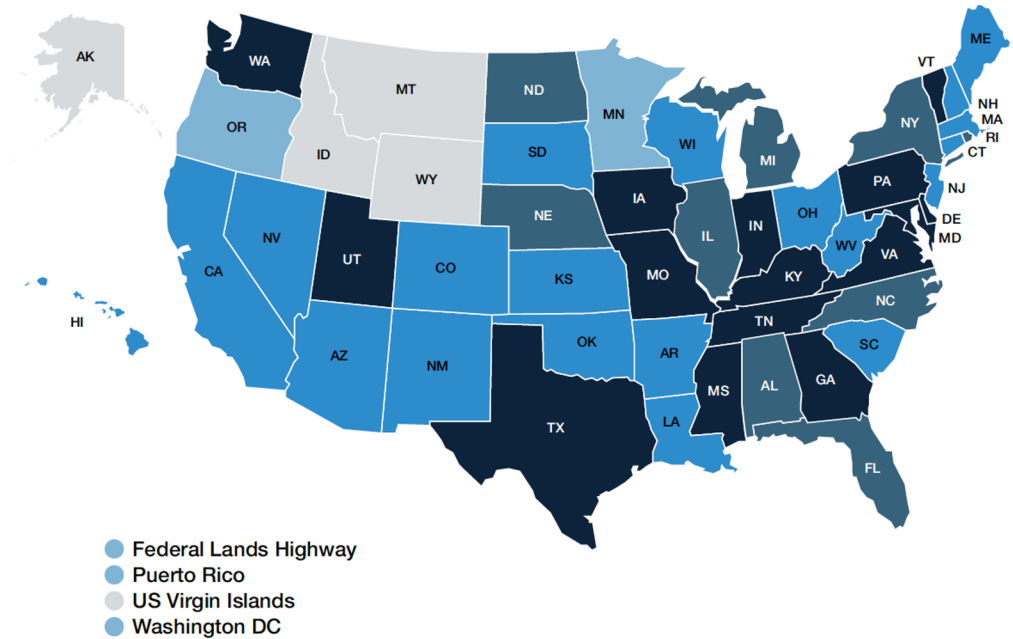 AK
WA
MT
ND
MN
ME
VT
NH
MA
RI
CT
NY
OR
ID
WY
SD
WI
MI
PA
NJ
DE
MD
NE
IA
IL
IN
OH
WV
VA
NV
UT
CO
KS
MO
KY
CA
HI
AZ
NM
OK
AR
TN
NC
SC
MS
AL
GA
TX
LA
FL
Federal Lands Highway
Puerto Rico
US Virgin Islands
Washington DC